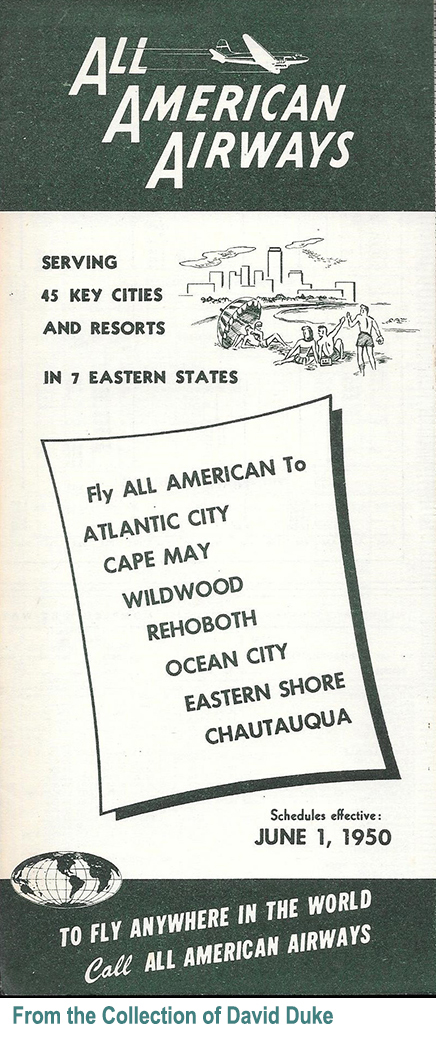 ALL
AMERICAN
AIRWAYS
SERVING
45 KEY CITIES
AND RESORTS
IN 7 EASTERN STATES
Fly ALL AMERICAN To
ATLANTIC CITY
CAPE MAY
WILDWOOD
REHOBOTH
OCEAN CITY
EASTERN SHORE
CHAUTAUQUA
Schedules effective:
JUNE 1, 1950
TO FLY ANYWHERE IN THE WORLD
Call ALL AMERICAN AIRWAYS
From the Collection of David Duke